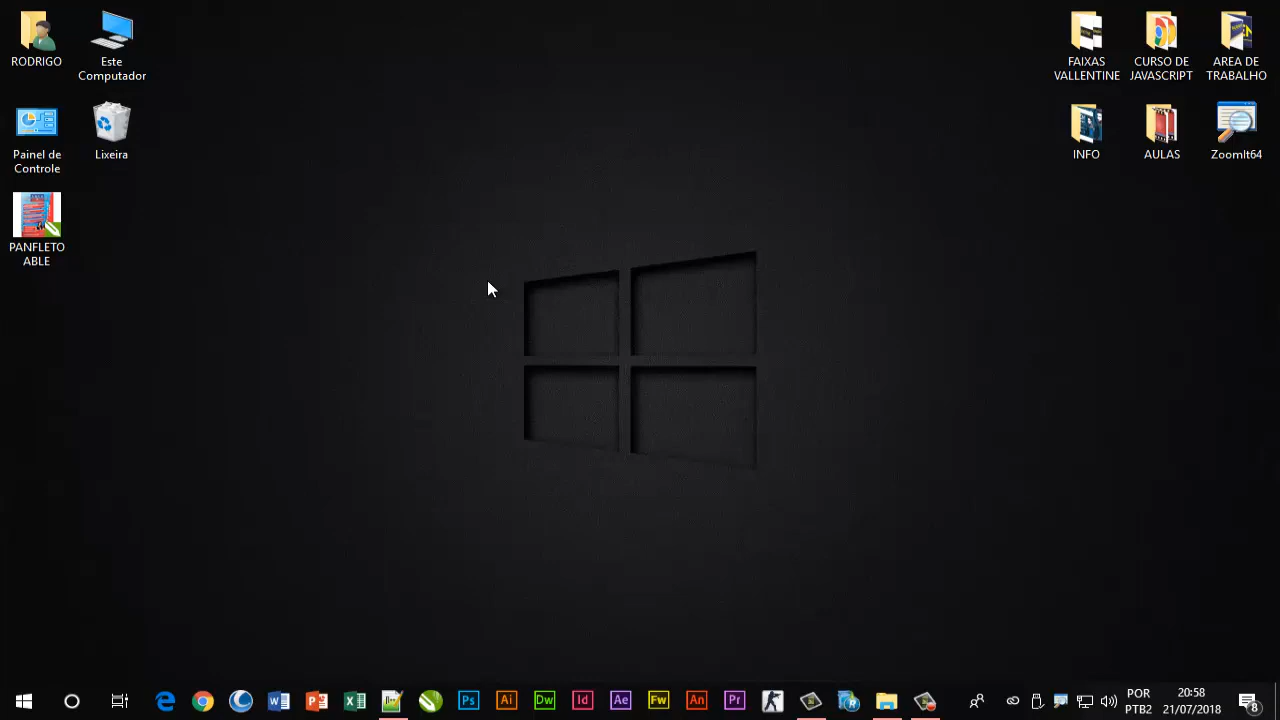 RODRIGO
Este
Computador
FAIXAS
VALLENTINE
CURSO DE
JAVASCRIPT
AREA DE
TRABALHO
Painel de
Controle
Lixeira
INFO
AULAS
ZoomIt64
PANFLETO
ABLE
Ps
Ai
Dw
Id
Ae
Fw
An
Pr
POR
PTB2
20:58
21/07/2018
8